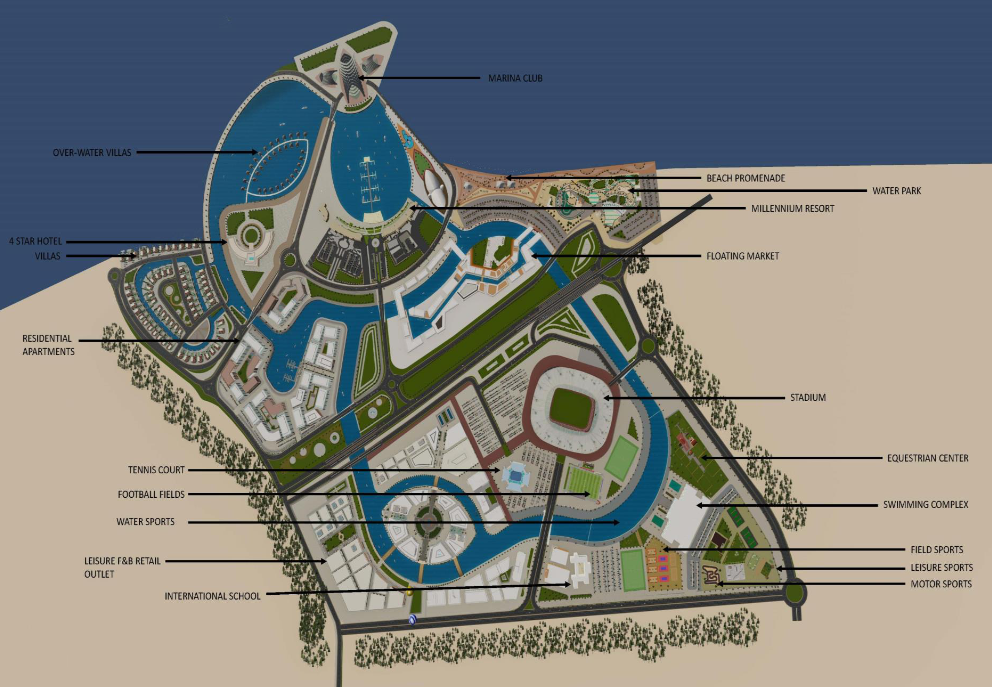 MARINA CLUB
OVER-WATER VILLAS
BEACH PROMENADE
WATER PARK
MILLENNIUM RESORT
4 STAR HOTEL
VILLAS
FLOATING MARKET
RESIDENTIAL
APARTMENTS
STADIUM
EQUESTRIAN CENTER
TENNIS COURT
FOOTBALL FIELDS
SWIMMING COMPLEX
WATER SPORTS
FIELD SPORTS
LEISURE F&B RETAIL
OUTLET
LEISURE SPORTS
MOTOR SPORTS
INTERNATIONAL SCHOOL